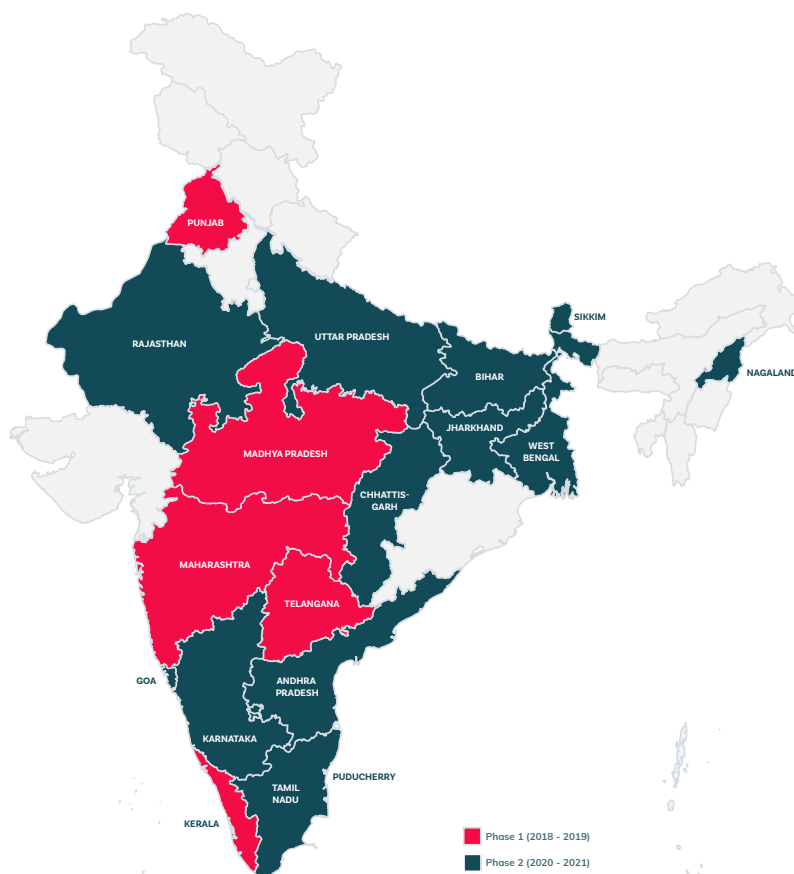 PUNJAB
RAJASTHAN
UTTAR PRADESH
SIKKIM
BIHAR
NAGALAND
JHARKHAND
WEST
BENGAL
MADHYA PRADESH
CHHATTIS-
GARH
MAHARASHTRA
TELANGANA
GOA
ANDHRA
PRADESH
KARNATAKA
PUDUCHERRY
TAMIL
NADU
KERALA
Phase 1 (2018 - 2019)
Phase 2 (2020 - 2021)